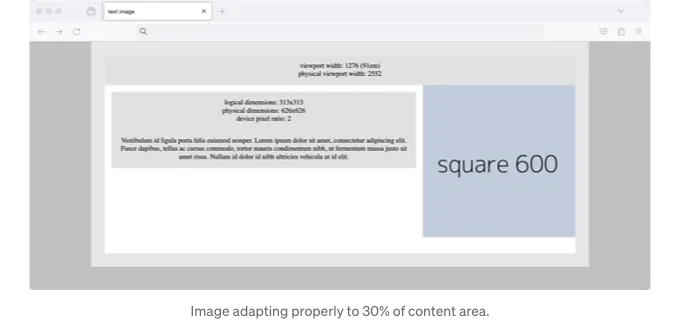 test image
viewport width: 1276 (91em)
physical viewport width: 2552
logical dimensions: 313x313
physical dimensions: 626x626
device pixel ratio: 2
Vestibulum id ligula porta felis euismod semper. Lorem ipsum dolor sit amet, consectetur adipiscing elit.
Fusce dapibus, tellus ac cursus commodo, tortor mauris condimentum nibh, ut fermentum massa justo sit
amet risus. Nullam id dolor id nibh ultricies vehicula ut id elit.
square 600
Image adapting properly to 30% of content area.